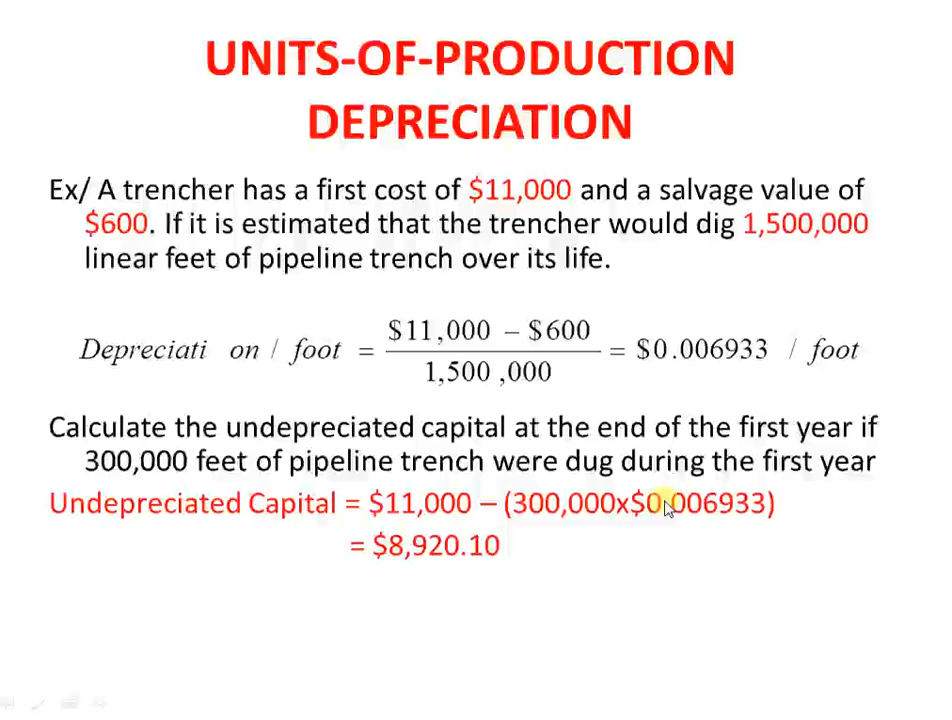 UNITS-OF-PRODUCTION
DEPRECIATION
Ex/ A trencher has a first cost of $11,000 and a salvage value of
$600. If it is estimated that the trencher would dig 1,500,000
linear feet of pipeline trench over its life.
$11,000 – $600
Depreciati on / foot = = $0.006933 / foot
1,500,000
Calculate the undepreciated capital at the end of the first year if
300,000 feet of pipeline trench were dug during the first year
Undepreciated Capital = $11,000 – (300,000x$0.006933)
= $8,920.10